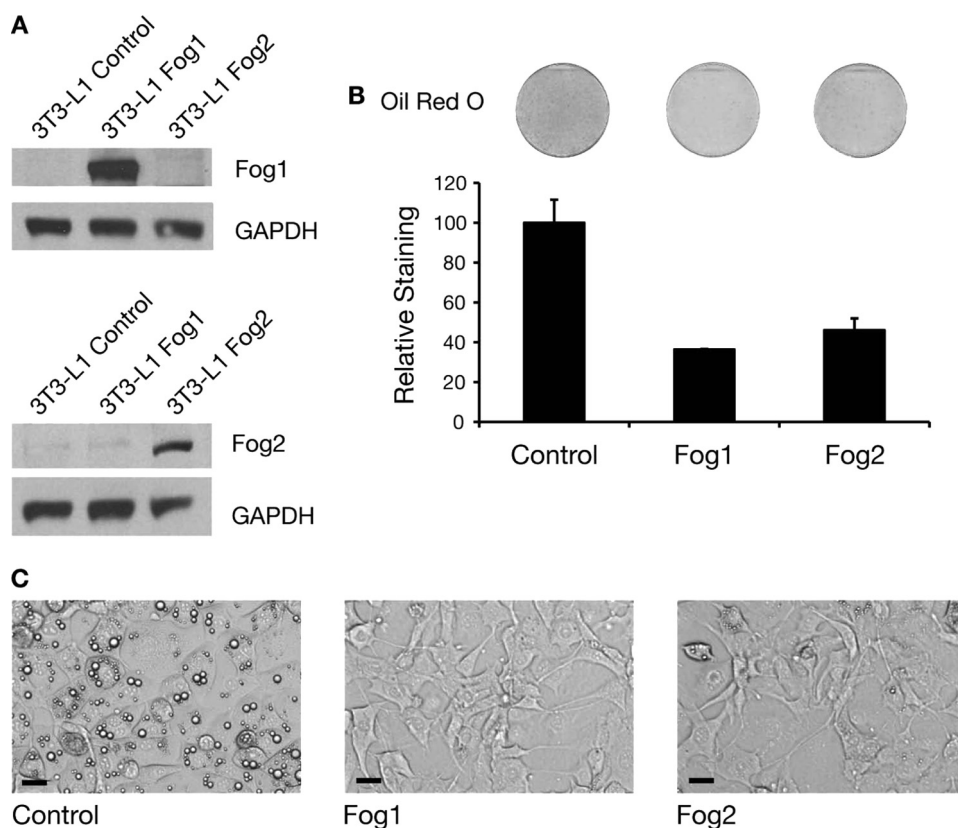 A
3T3-L1 Control
3T3-L1 Fog1
3T3-L1 Fog2
Fog1
GAPDH
3T3-L1 Control
3T3-L1 Fog1
3T3-L1 Fog2
Fog2
GAPDH
B
Oil Red O
Relative Staining
120
100
80
60
40
20
0
Control Fog1 Fog2
C
Control Fog1 Fog2